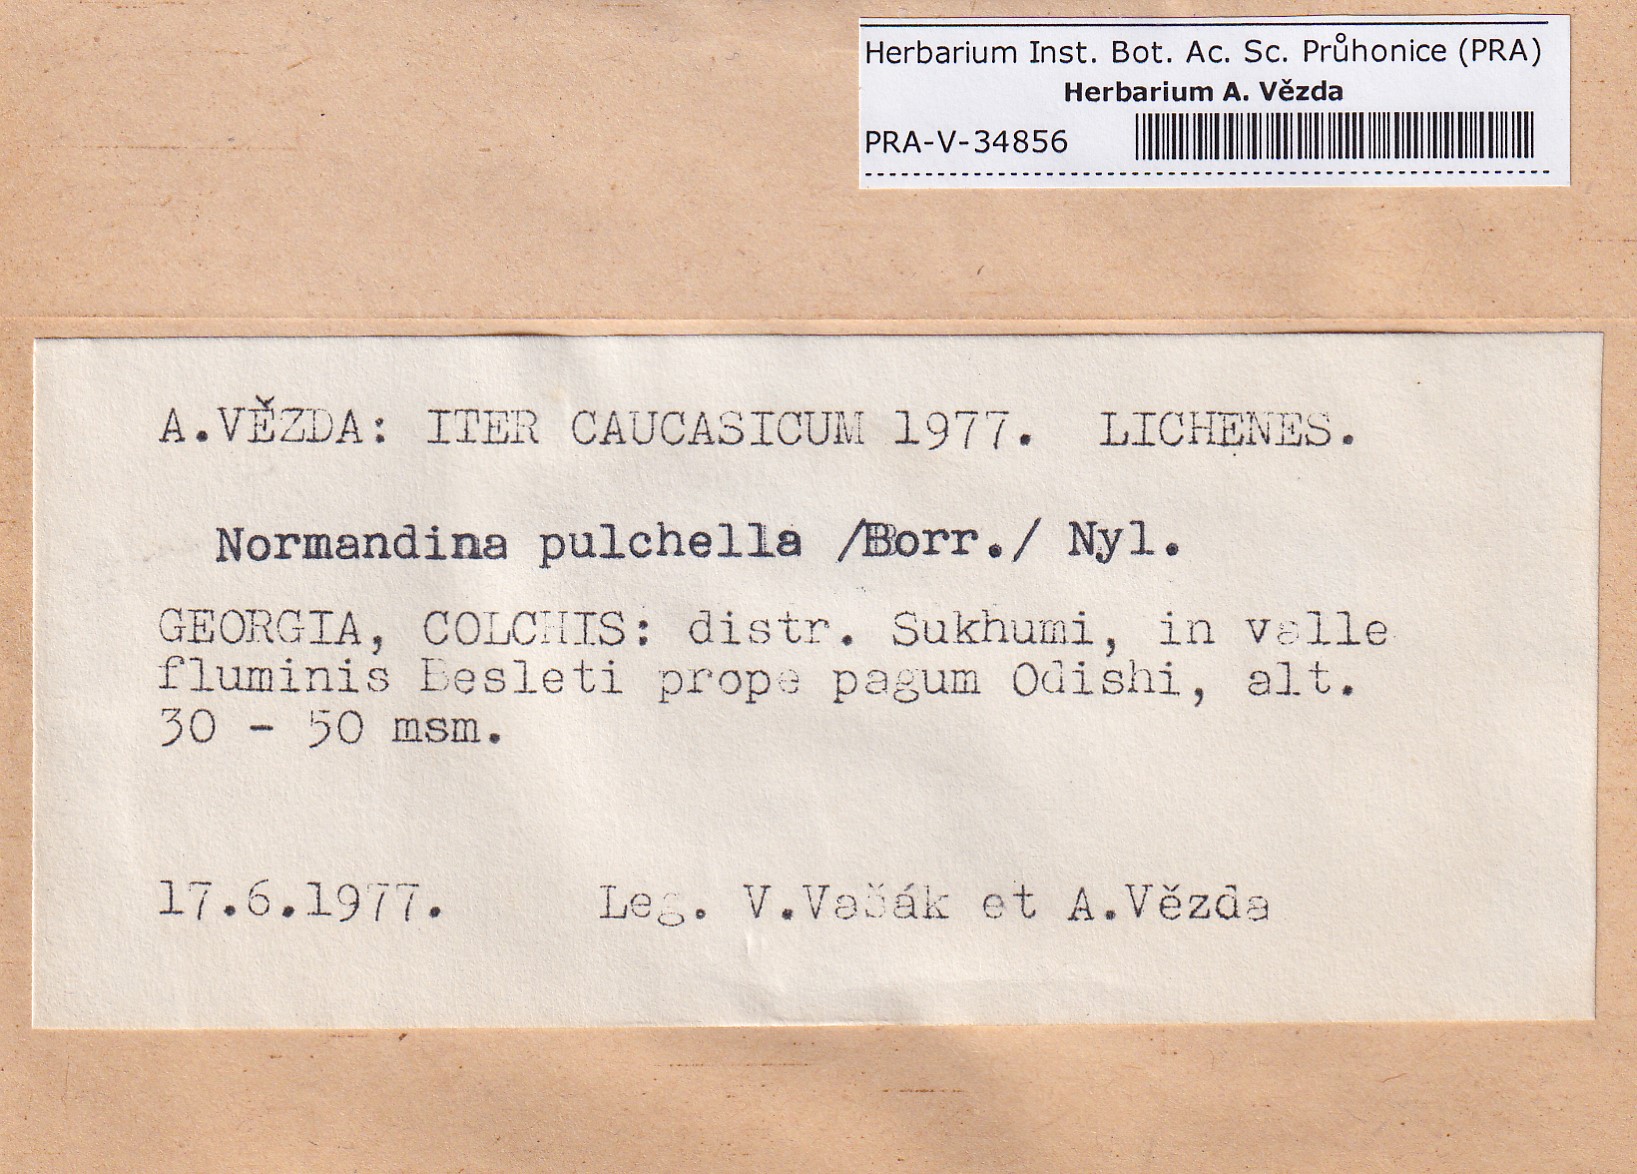 Herbarium Inst. Bot. Ac. Sc. Průhonice (PRA)
Herbarium A. Vězda
PRA-V-34856
A.VĚZDA: ITER CAUCASICUM 1977. LICHENES.
Normandina pulchella /Borr./ Nyl.
GEORGIA, COLCHIS: distr. Sukhumi, in valle
fluminis Besleti prope pagum Odishi, alt.
30 - 50 msm.
17.6.1977. Leg. V.Vašák et A.Vězda